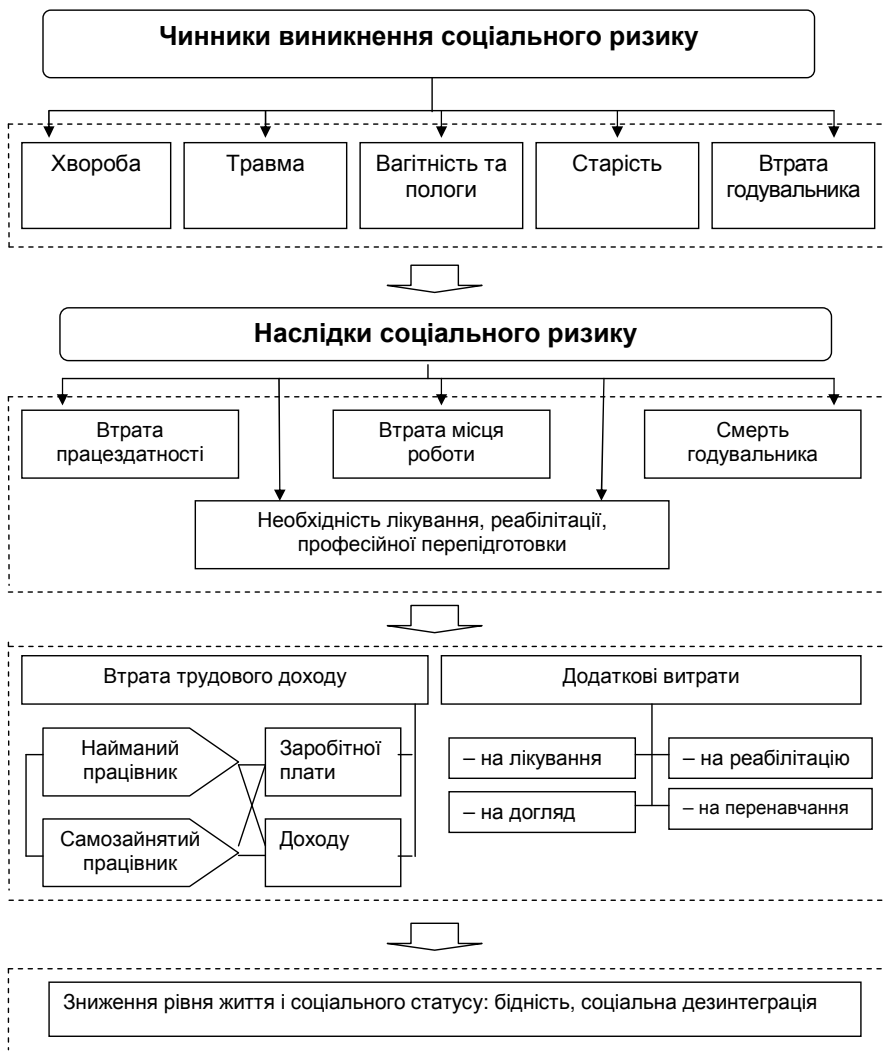 Чинники виникнення соціального ризику
Хвороба
Травма
Вагітність та
пологи
Старість
Втрата
годувальника
Наслідки соціального ризику
Втрата
працездатності
Втрата місця
роботи
Смерть
годувальника
Необхідність лікування, реабілітації,
професійної перепідготовки
Втрата трудового доходу
Додаткові витрати
Найманий
працівник
Заробітної
плати
Самозайнятий
працівник
Доходу
– на лікування
– на реабілітацію
– на догляд
– на перенавчання
Зниження рівня життя і соціального статусу: бідність, соціальна дезинтеграція